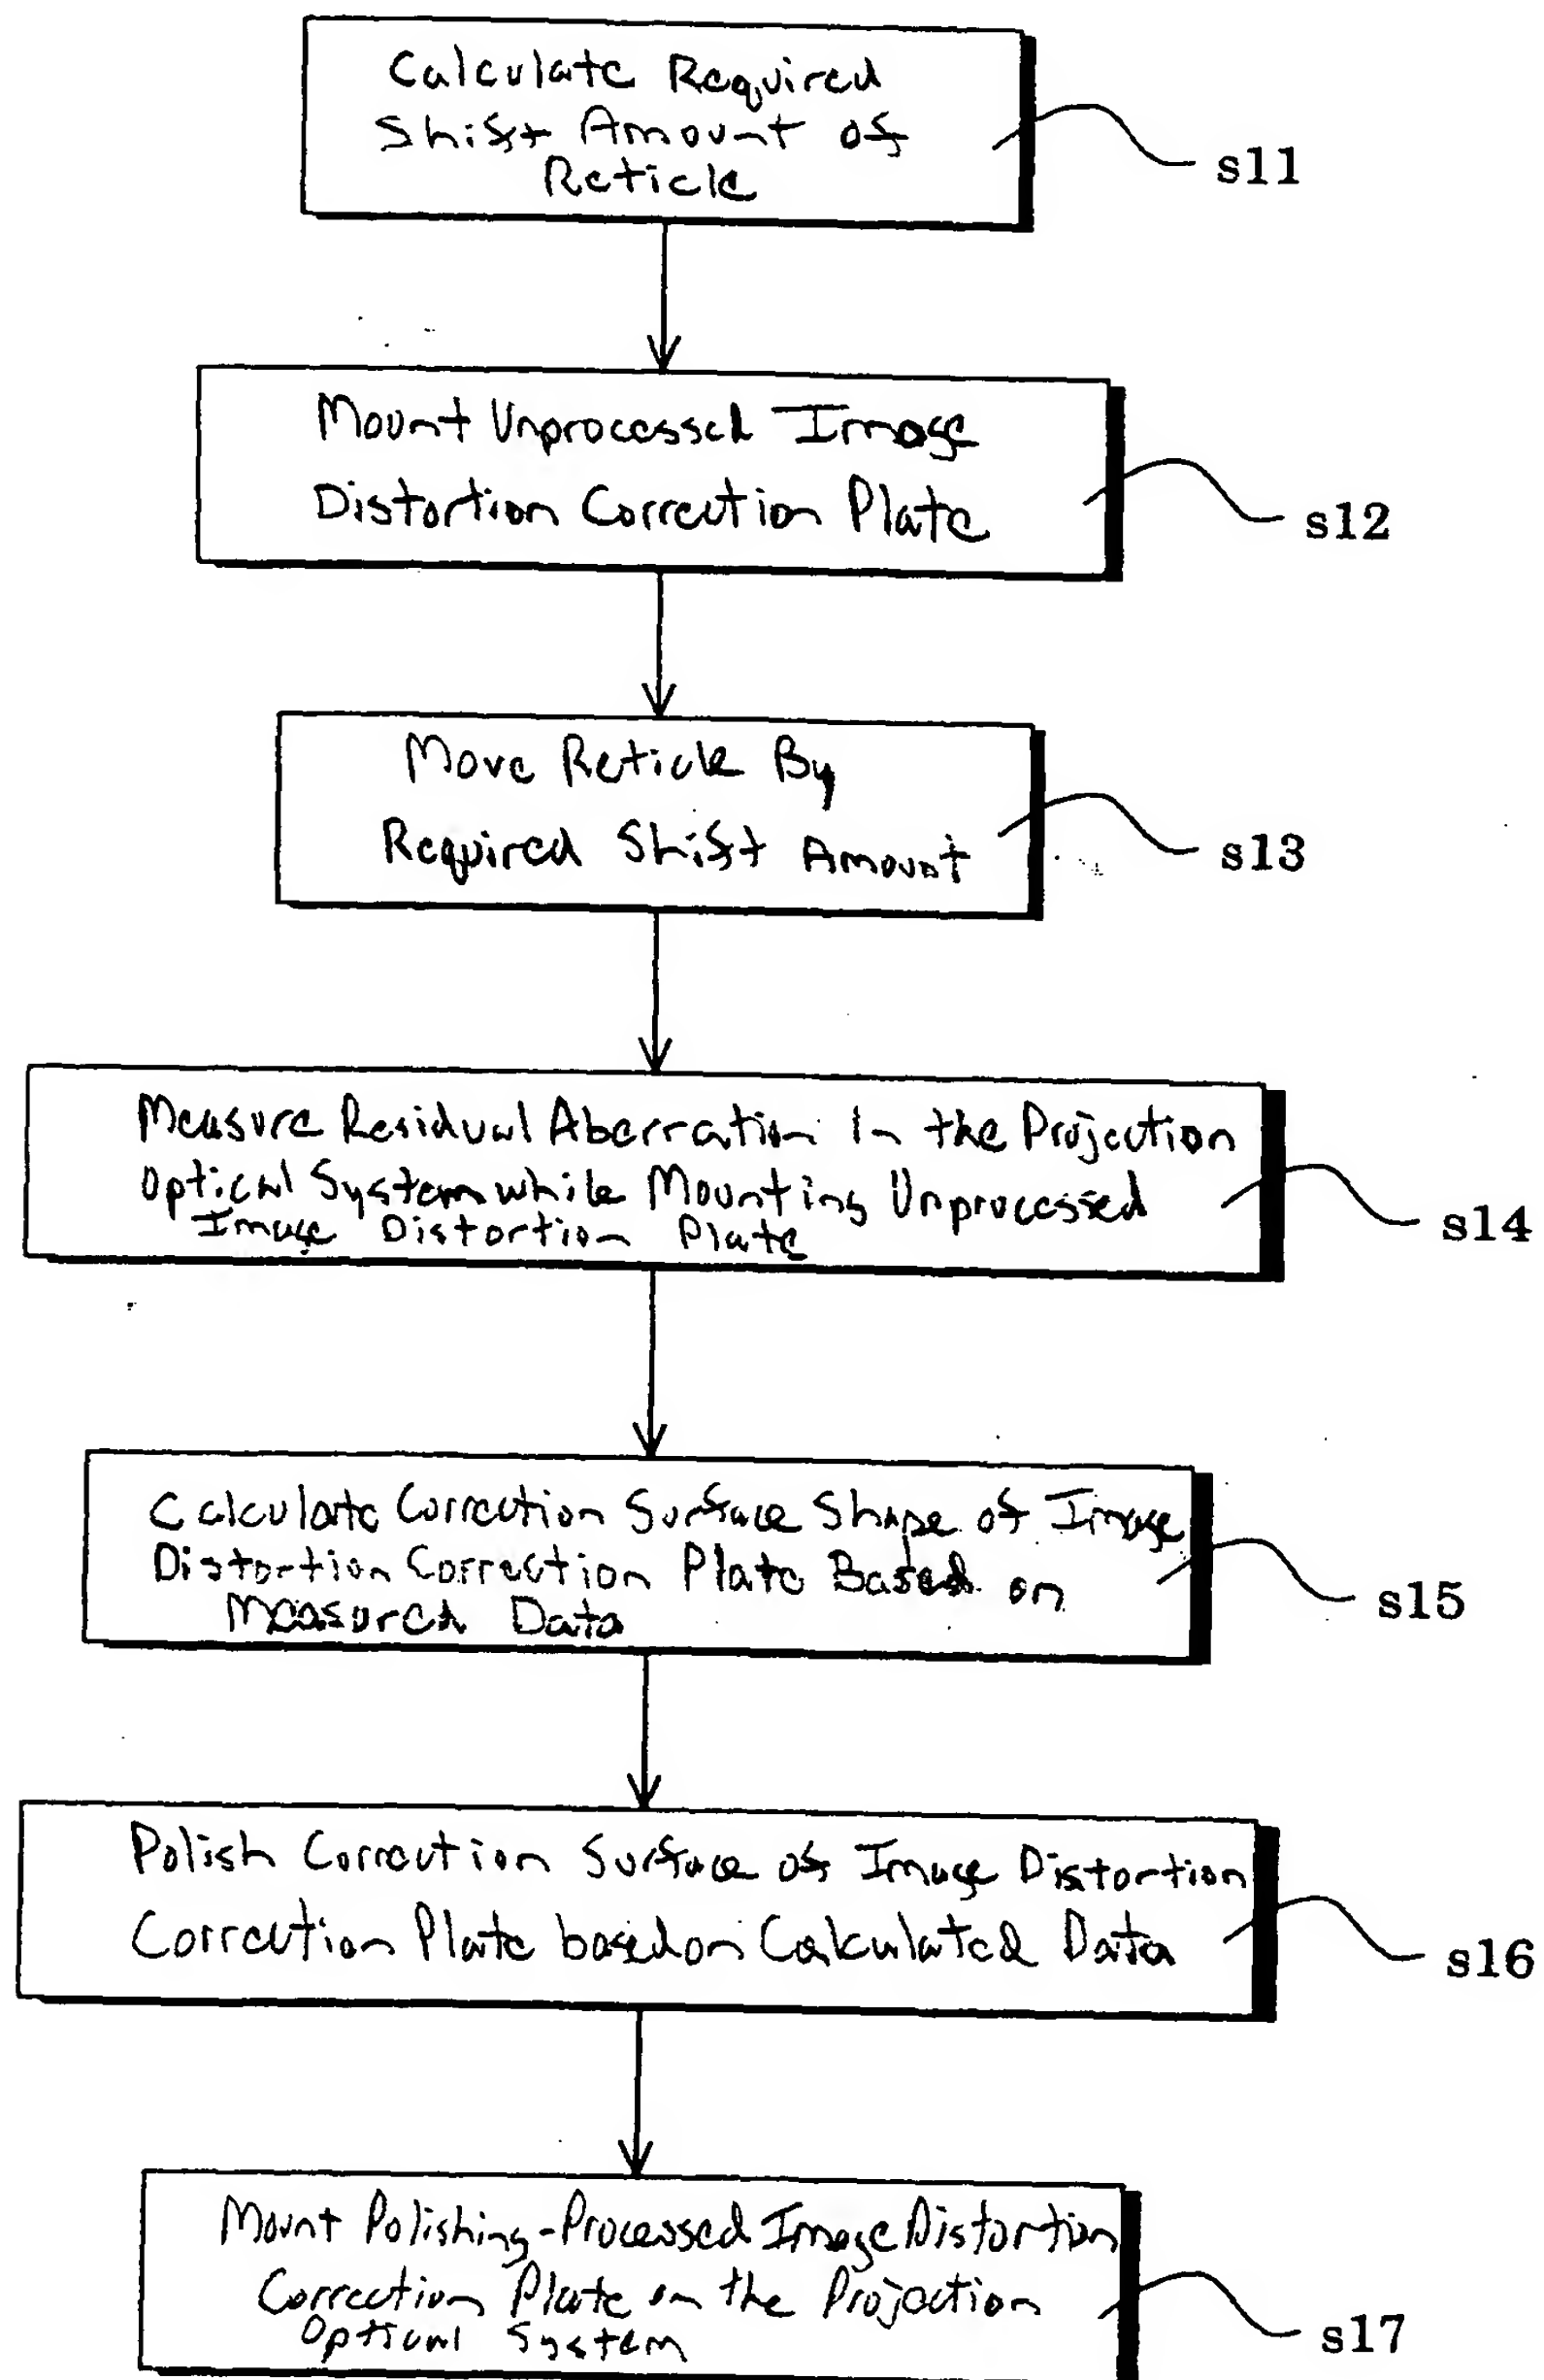 Calculate Required
Shift Amount of
Reticle
s11
Mount Unprocessed Image
Distortion Correction Plate
s12
Move Reticle By
Required Shift Amount
s13
Measure Residual Aberration In the Projection
Optical System while Mounting Unprocessed
Image Distortion Plate
s14
Calculate Correction Surface Shape of Image
Distortion Correction Plate Based on
Measured Data
s15
Polish Correction Surface of Image Distortion
Correction Plate based on Calculated Data
s16
Mount Polishing-Processed Image Distortion
Correction Plate on the Projection
Optical System
s17